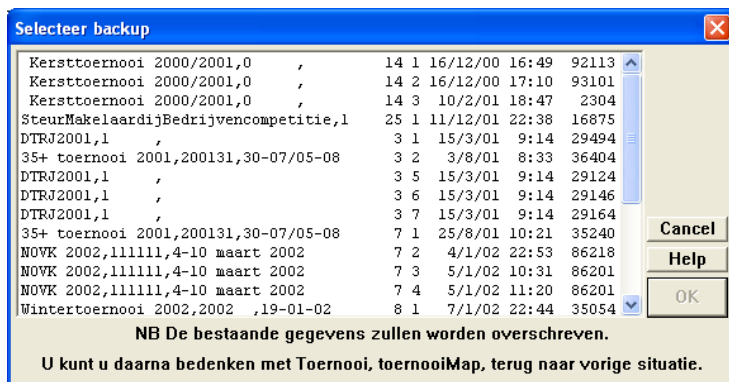 Selecteer backup
Kersttoernooi 2000/2001,0 , 14 1 16/12/00 16:49 92113
Kersttoernooi 2000/2001,0 , 14 2 16/12/00 17:10 93101
Kersttoernooi 2000/2001,0 , 14 3 10/2/01 18:47 2304
SteurMakelaardijBedrijvencompetitie,1 25 1 11/12/01 22:38 16875
DTRJ2001,1 , 3 1 15/3/01 9:14 29494
35+ toernooi 2001,200131,30-07/05-08 3 2 3/8/01 8:33 36404
DTRJ2001,1 , 3 5 15/3/01 9:14 29124
DTRJ2001,1 , 3 6 15/3/01 9:14 29146
DTRJ2001,1 , 3 7 15/3/01 9:14 29164
35+ toernooi 2001,200131,30-07/05-08 7 1 25/8/01 10:21 35240
NOVK 2002,111111,4-10 maart 2002 7 2 4/1/02 22:53 86218
NOVK 2002,111111,4-10 maart 2002 7 3 5/1/02 10:31 86201
NOVK 2002,111111,4-10 maart 2002 7 4 5/1/02 11:20 86201
Wintertoernooi 2002,2002 ,19-01-02 8 1 7/1/02 22:44 35054
Cancel
Help
OK
NB De bestaande gegevens zullen worden overschreven.
U kunt u daarna bedenken met Toernooi, toernooiMap, terug naar vorige situatie.